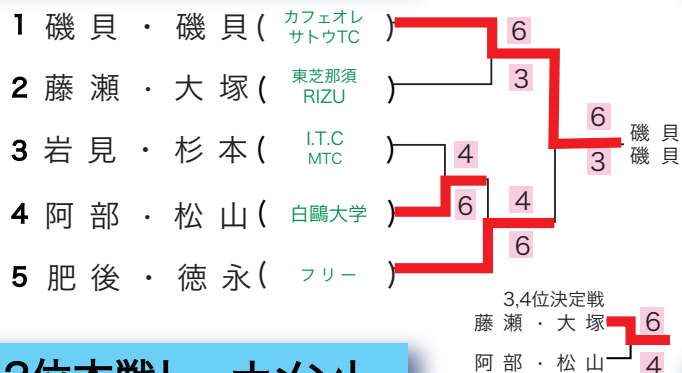 1 磯貝・磯貝(カフェオレ サトウTC) 6
2 藤瀬・大塚(東芝那須 RIZU) 3
6 磯貝
3 磯貝
3 岩見・杉本(I.T.C MTC) 4
4 阿部・松山(白鷗大学) 6 4
5 肥後・徳永(フリー) 6
3,4位決定戦
藤瀬・大塚 6
阿部・松山 4